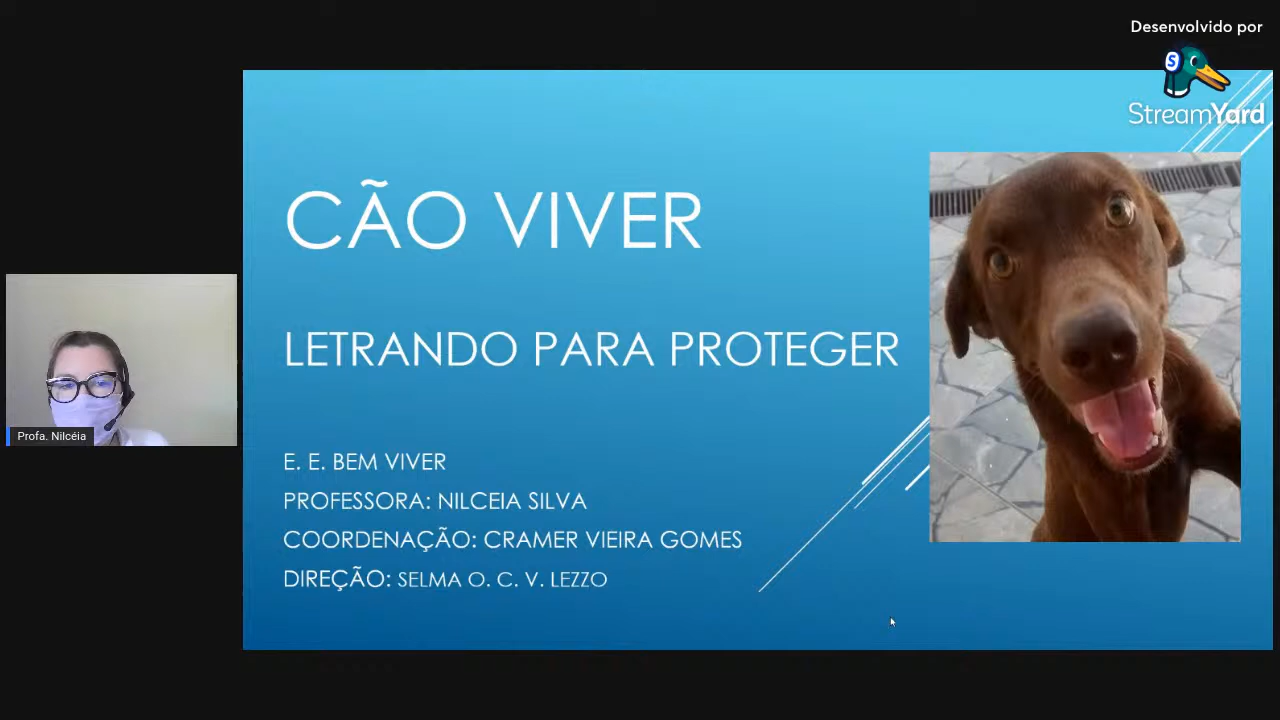 Desenvolvido por
StreamYard
CÃO VIVER
LETRANDO PARA PROTEGER
E. E. BEM VIVER
PROFESSORA: NILCEIA SILVA
COORDENAÇÃO: CRAMER VIEIRA GOMES
DIREÇÃO: SELMA O. C. V. LEZZO
Profa. Nilcéia